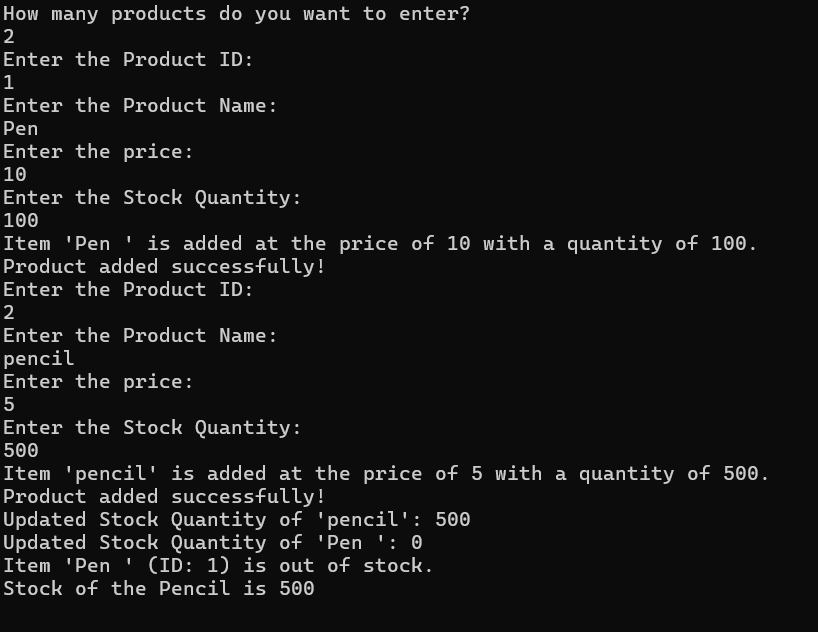 How many products do you want to enter?
2
Enter the Product ID:
1
Enter the Product Name:
Pen
Enter the price:
10
Enter the Stock Quantity:
100
Item 'Pen ' is added at the price of 10 with a quantity of 100.
Product added successfully!
Enter the Product ID:
2
Enter the Product Name:
pencil
Enter the price:
5
Enter the Stock Quantity:
500
Item 'pencil' is added at the price of 5 with a quantity of 500.
Product added successfully!
Updated Stock Quantity of 'pencil': 500
Updated Stock Quantity of 'Pen ': 0
Item 'Pen ' (ID: 1) is out of stock.
Stock of the Pencil is 500